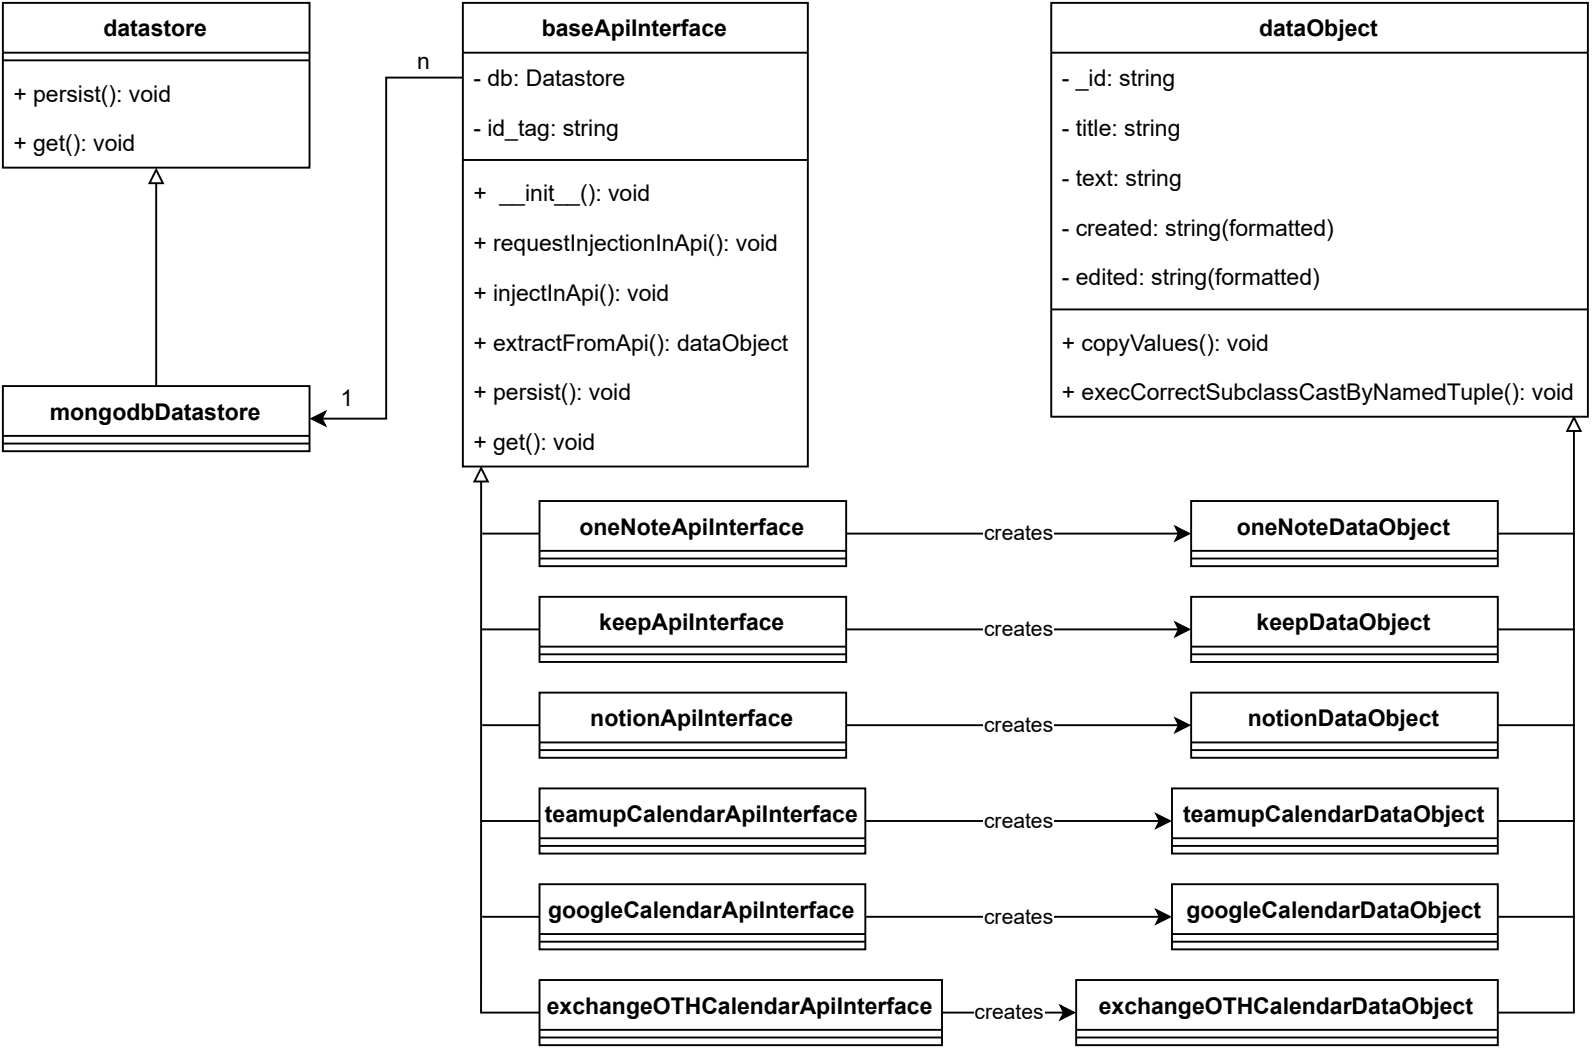 datastore
+ persist(): void
+ get(): void
mongodbDatastore
n
1
baseApiInterface
- db: Datastore
- id_tag: string
+ __init__(): void
+ requestInjectionInApi(): void
+ injectInApi(): void
+ extractFromApi(): dataObject
+ persist(): void
+ get(): void
dataObject
- _id: string
- title: string
- text: string
- created: string(formatted)
- edited: string(formatted)
+ copyValues(): void
+ execCorrectSubclassCastByNamedTuple(): void
oneNoteApiInterface
creates
oneNoteDataObject
keepApiInterface
creates
keepDataObject
notionApiInterface
creates
notionDataObject
teamupCalendarApiInterface
creates
teamupCalendarDataObject
googleCalendarApiInterface
creates
googleCalendarDataObject
exchangeOTHCalendarApiInterface
creates
exchangeOTHCalendarDataObject